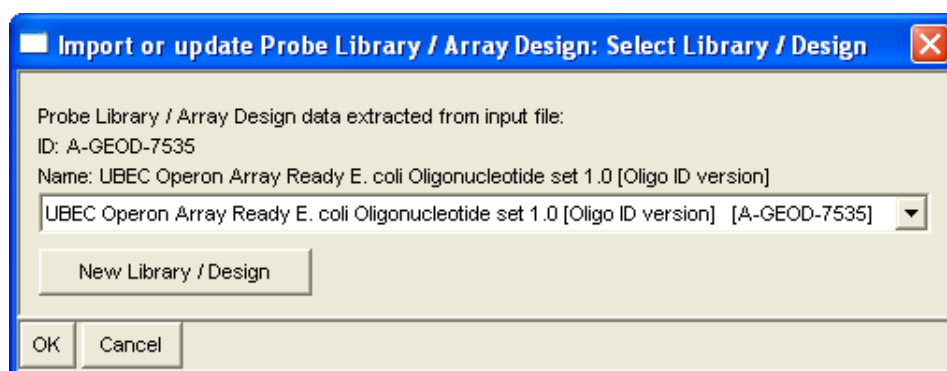 Import or update Probe Library / Array Design: Select Library / Design
Probe Library / Array Design data extracted from input file:
ID: A-GEOD-7535
Name: UBEC Operon Array Ready E. coli Oligonucleotide set 1.0 [Oligo ID version]
UBEC Operon Array Ready E. coli Oligonucleotide set 1.0 [Oligo ID version] [A-GEOD-7535]
New Library / Design
OK Cancel